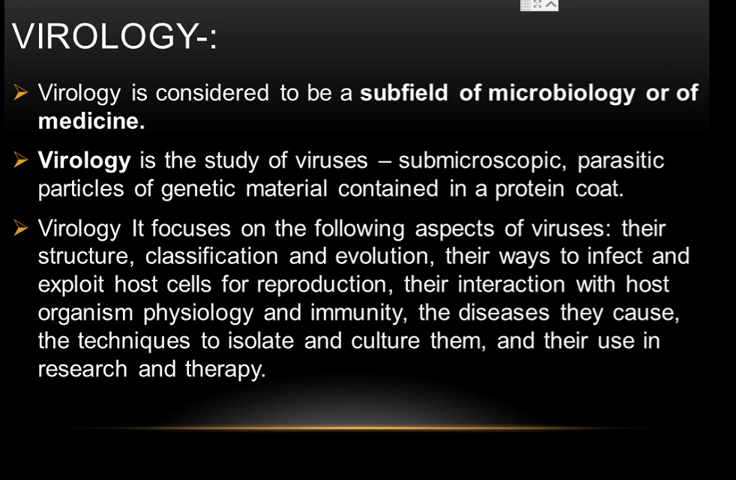 VIROLOGY-:
Virology is considered to be a subfield of microbiology or of
medicine.
Virology is the study of viruses – submicroscopic, parasitic
particles of genetic material contained in a protein coat.
Virology It focuses on the following aspects of viruses: their
structure, classification and evolution, their ways to infect and
exploit host cells for reproduction, their interaction with host
organism physiology and immunity, the diseases they cause,
the techniques to isolate and culture them, and their use in
research and therapy.